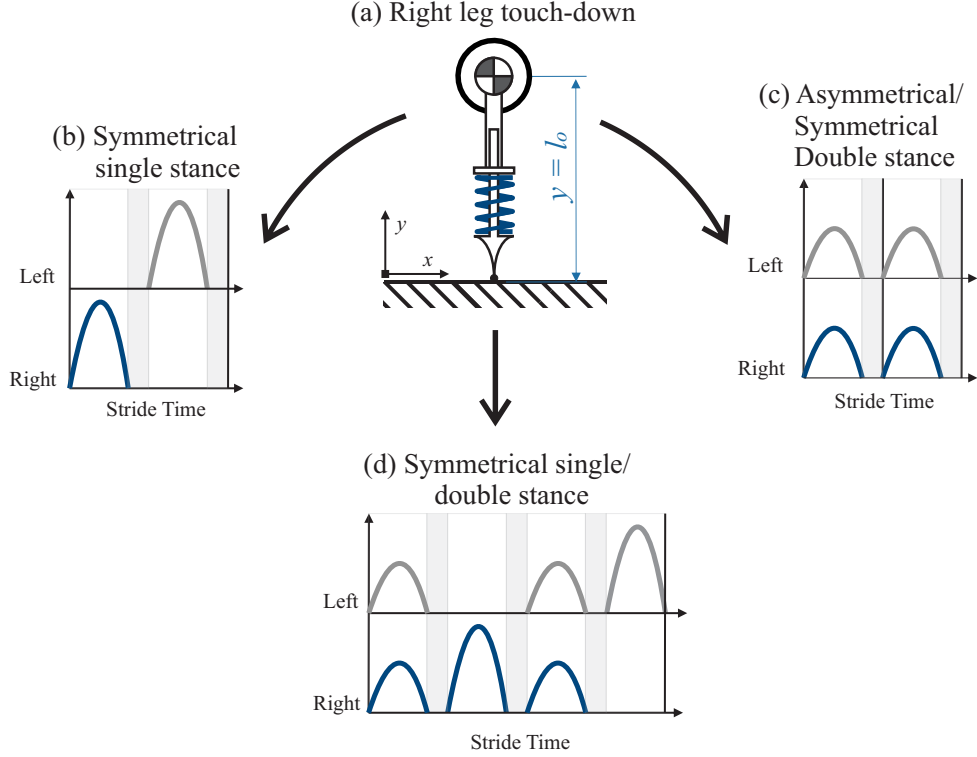 (a) Right leg touch-down
y = lo
y
x
(b) Symmetrical
single stance
Left
Right
Stride Time
(c) Asymmetrical/
Symmetrical
Double stance
Left
Right
Stride Time
(d) Symmetrical single/
double stance
Left
Right
Stride Time